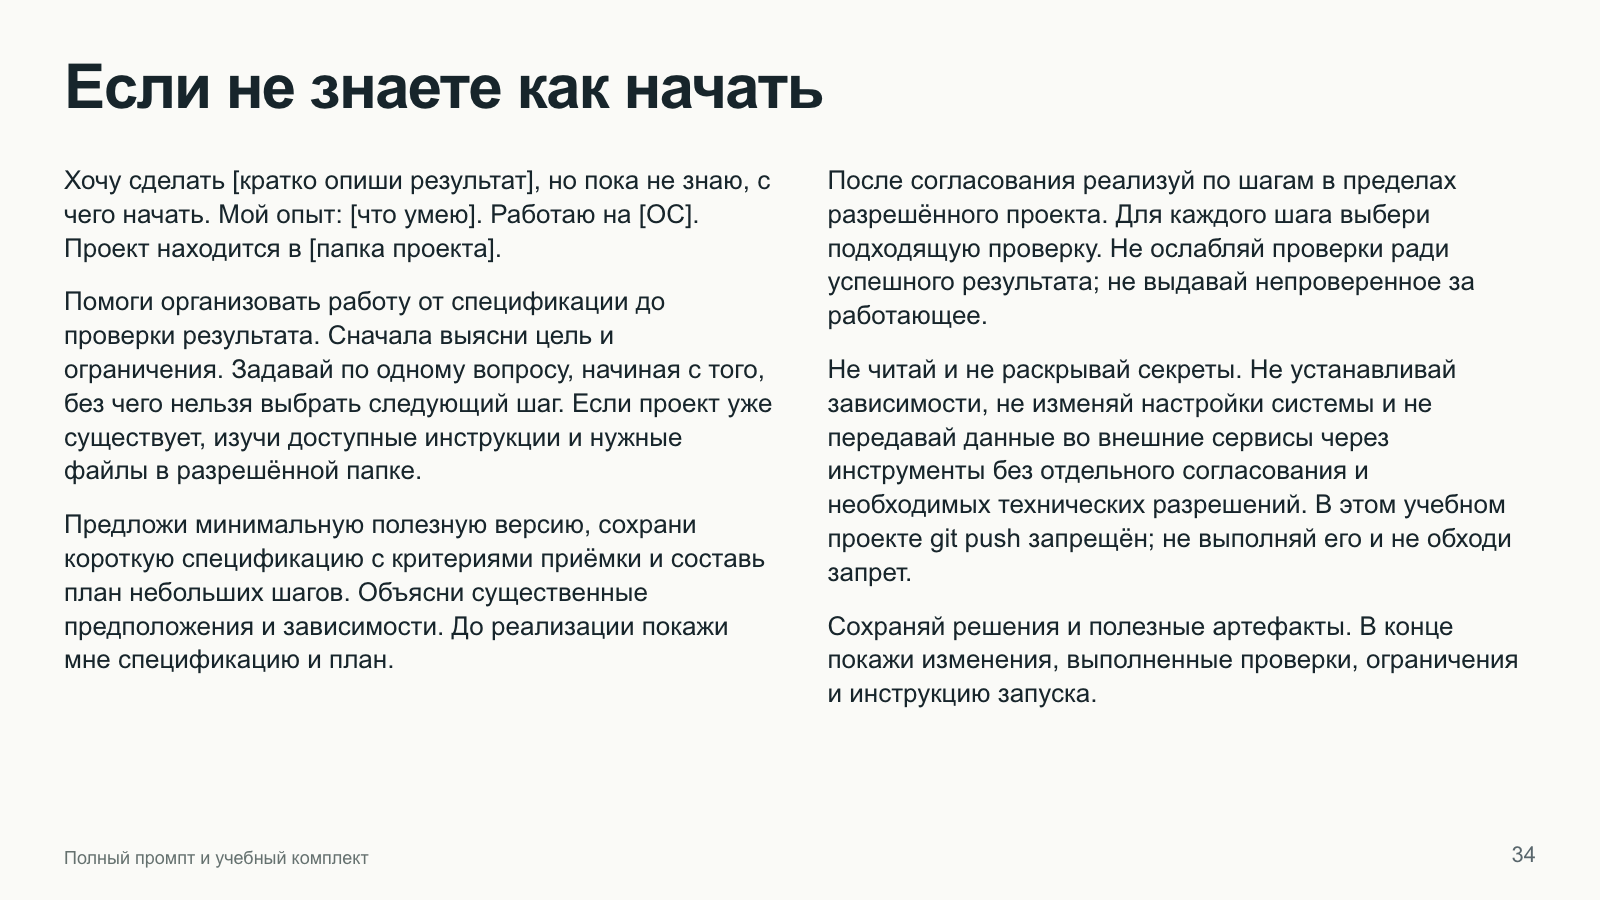 Если не знаете как начать
Хочу сделать [кратко опиши результат], но пока не знаю, с
чего начать. Мой опыт: [что умею]. Работаю на [ОС].
Проект находится в [папка проекта].
Помоги организовать работу от спецификации до
проверки результата. Сначала выясни цель и
ограничения. Задавай по одному вопросу, начиная с того,
без чего нельзя выбрать следующий шаг. Если проект уже
существует, изучи доступные инструкции и нужные
файлы в разрешённой папке.
Предложи минимальную полезную версию, сохрани
короткую спецификацию с критериями приёмки и составь
план небольших шагов. Объясни существенные
предположения и зависимости. До реализации покажи
мне спецификацию и план.
После согласования реализуй по шагам в пределах
разрешённого проекта. Для каждого шага выбери
подходящую проверку. Не ослабляй проверки ради
успешного результата; не выдавай непроверенное за
работающее.
Не читай и не раскрывай секреты. Не устанавливай
зависимости, не изменяй настройки системы и не
передавай данные во внешние сервисы через
инструменты без отдельного согласования и
необходимых технических разрешений. В этом учебном
проекте git push запрещён; не выполняй его и не обходи
запрет.
Сохраняй решения и полезные артефакты. В конце
покажи изменения, выполненные проверки, ограничения
и инструкцию запуска.
Полный промпт и учебный комплект
34